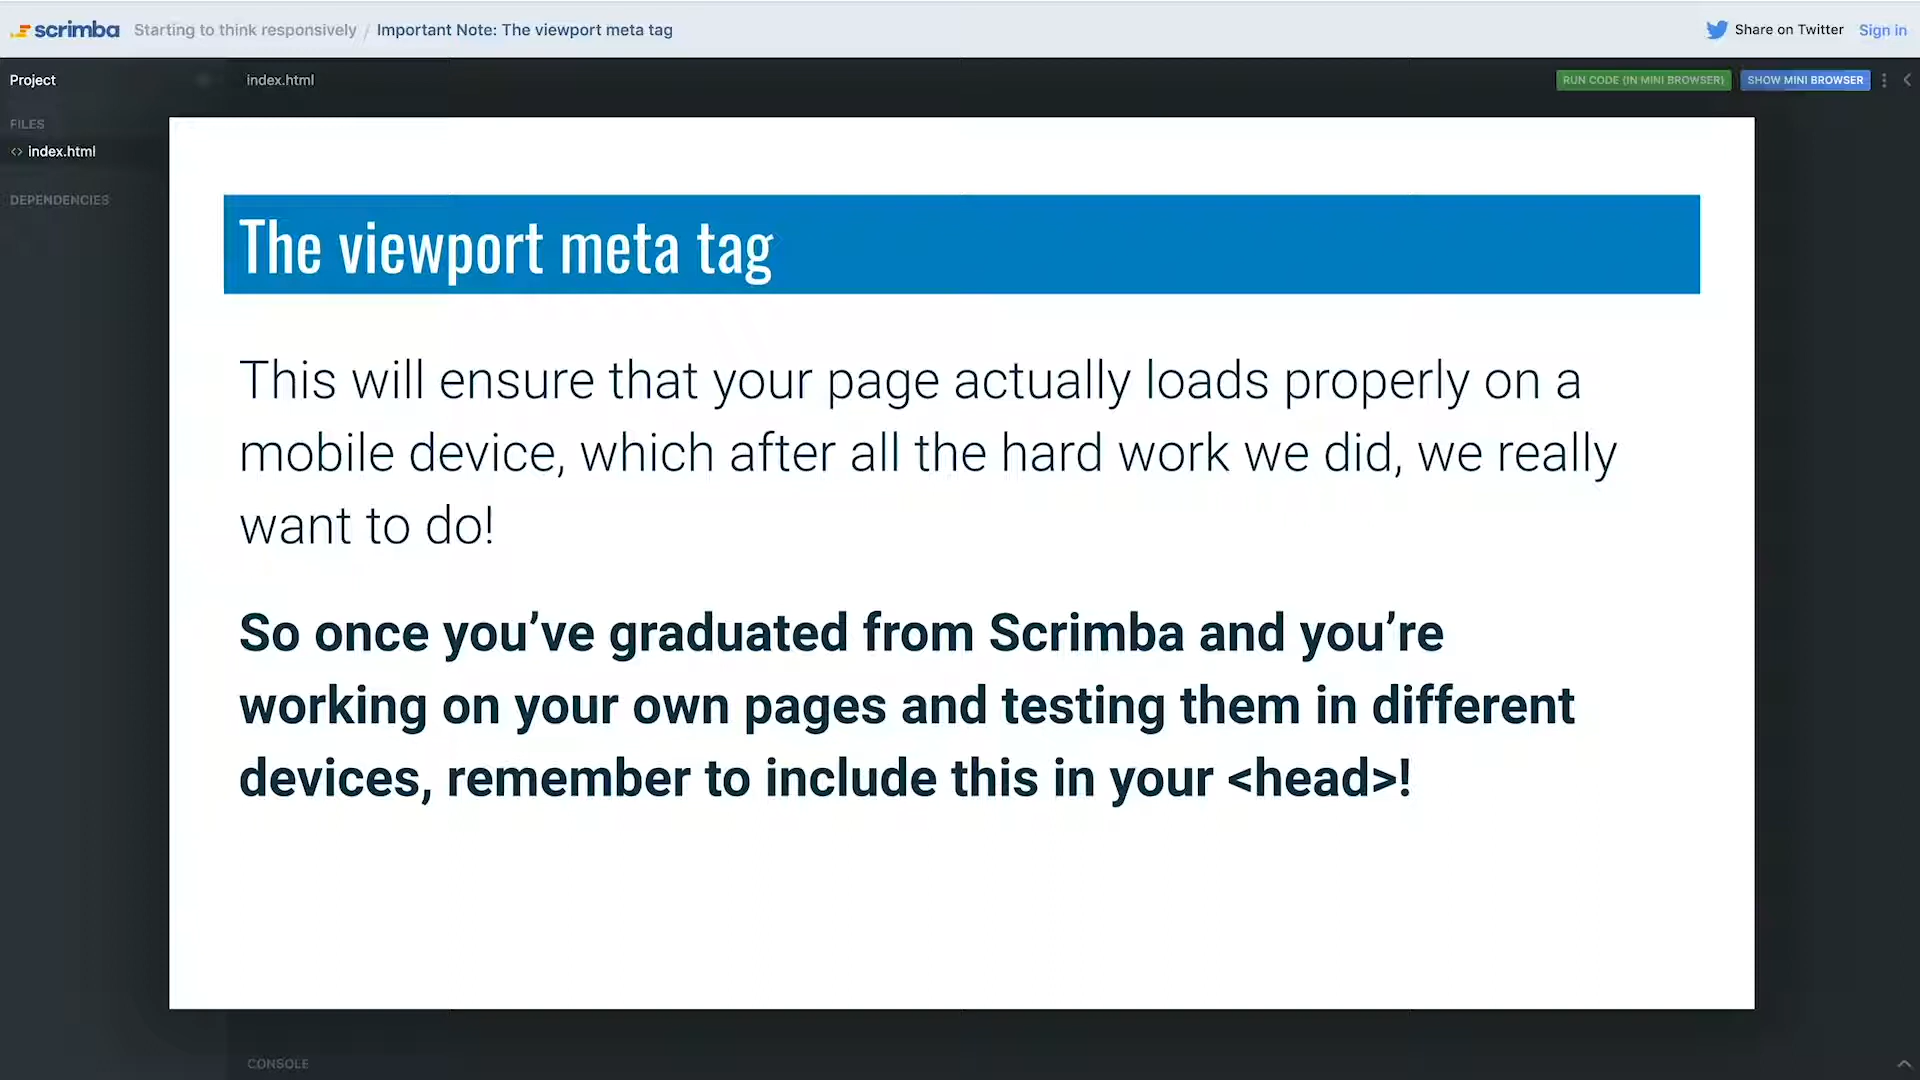 scrimba Starting to think responsively / Important Note: The viewport meta tag Share on Twitter Sign in
Project index.html RUN CODE (IN MINI BROWSER) SHOW MINI BROWSER
FILES
<> index.html
DEPENDENCIES
The viewport meta tag
This will ensure that your page actually loads properly on a
mobile device, which after all the hard work we did, we really
want to do!
So once you’ve graduated from Scrimba and you’re
working on your own pages and testing them in different
devices, remember to include this in your <head>!
CONSOLE